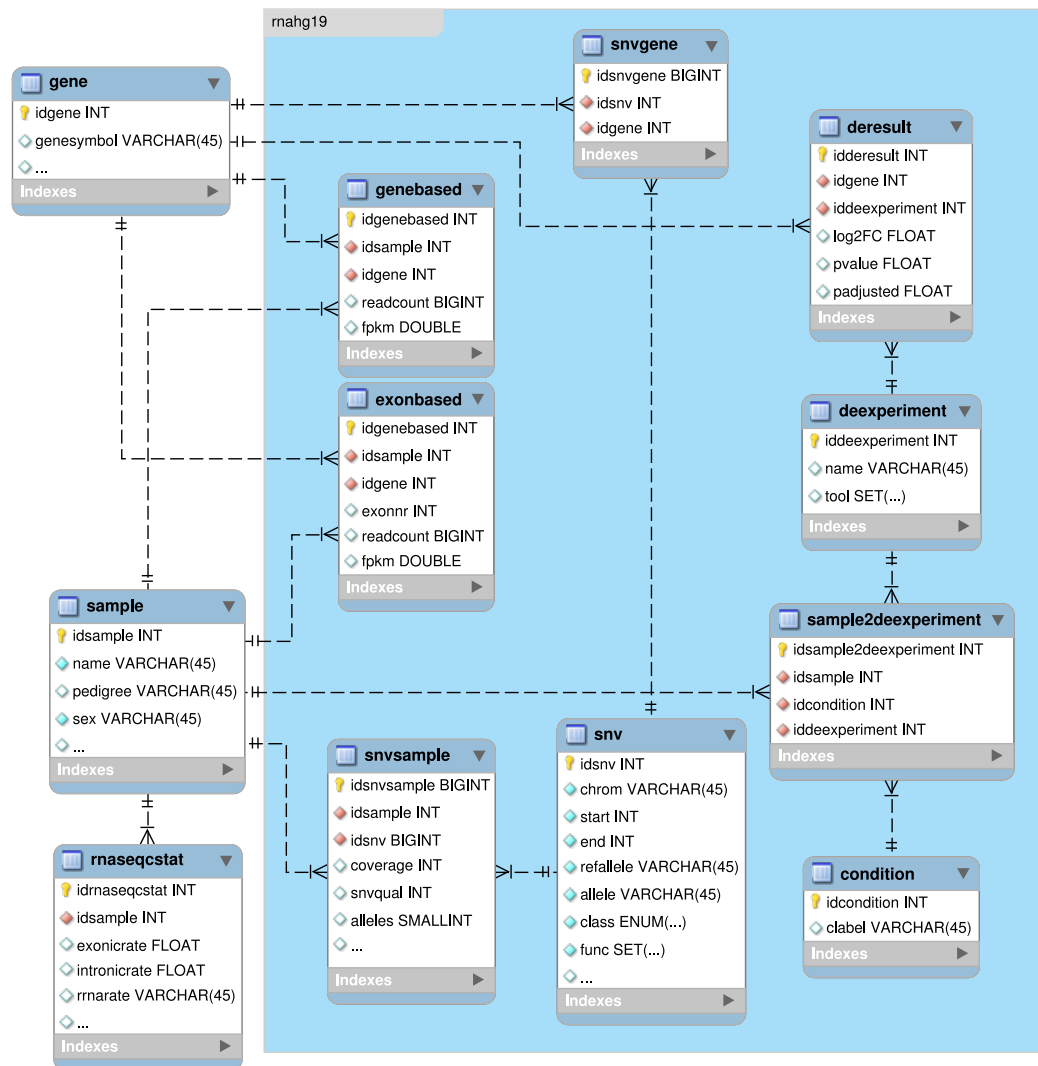 rnahg19
gene
idgene INT
genesymbol VARCHAR(45)
...
Indexes
snvgene
idsnvgene BIGINT
idsnv INT
idgene INT
Indexes
deresult
idderesult INT
idgene INT
iddeexperiment INT
log2FC FLOAT
pvalue FLOAT
padjusted FLOAT
Indexes
genebased
idgenebased INT
idsample INT
idgene INT
readcount BIGINT
fpkm DOUBLE
Indexes
exonbased
idgenebased INT
idsample INT
idgene INT
exonnr INT
readcount BIGINT
fpkm DOUBLE
Indexes
deexperiment
iddeexperiment INT
name VARCHAR(45)
tool SET(...)
Indexes
sample
idsample INT
name VARCHAR(45)
pedigree VARCHAR(45)
sex VARCHAR(45)
...
Indexes
sample2deexperiment
idsample2deexperiment INT
idsample INT
idcondition INT
iddeexperiment INT
Indexes
snvsample
idsnvsample BIGINT
idsample INT
idsnv BIGINT
coverage INT
snvqual INT
alleles SMALLINT
...
Indexes
snv
idsnv INT
chrom VARCHAR(45)
start INT
end INT
refallele VARCHAR(45)
allele VARCHAR(45)
class ENUM(...)
func SET(...)
...
Indexes
rnaseqcstat
idrnaseqcstat INT
idsample INT
exonicrate FLOAT
intronicrate FLOAT
rrnarate VARCHAR(45)
...
Indexes
condition
idcondition INT
clabel VARCHAR(45)
Indexes